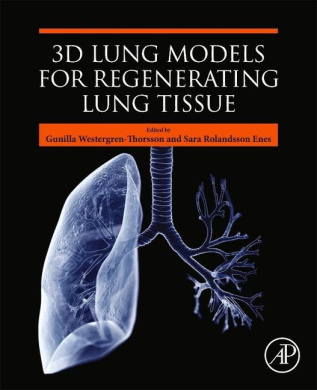 3D LUNG MODELS
FOR REGENERATING
LUNG TISSUE
Edited by
Gunilla Westergren-Thorsson and Sara Rolandsson Enes
AP